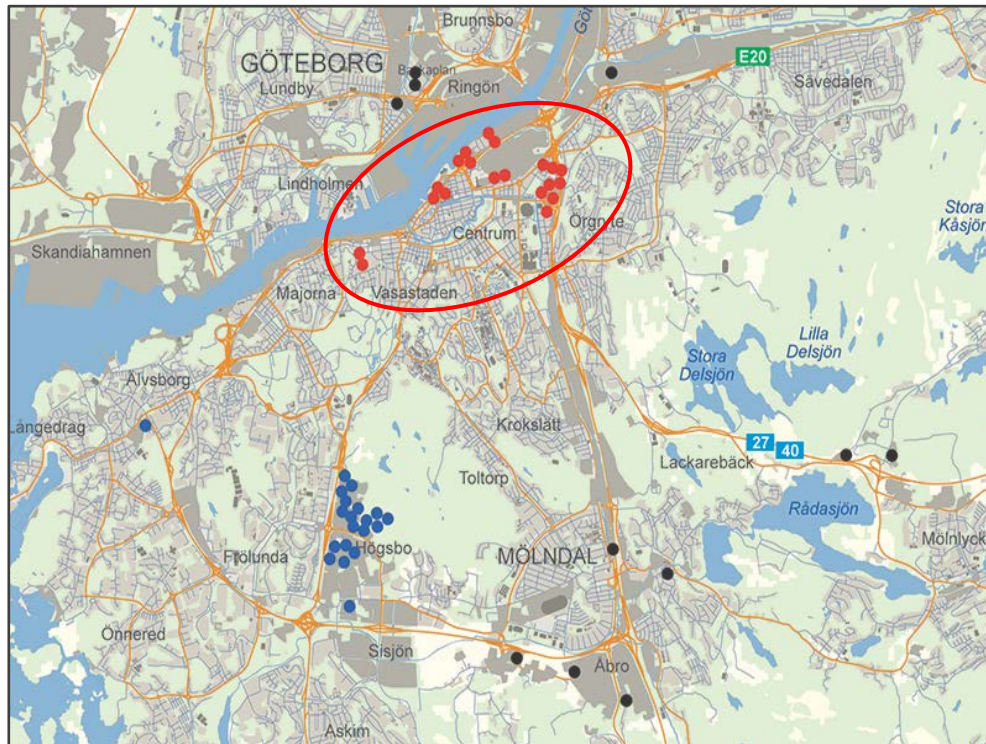 Brunnsbo
GÖTEBORG
Ringön
Lundby
E20
Sävedalen
Lindholmen
Örgryte
Centrum
Skandiahamnen
Stora
Kåsjön
Majorna
Vasastaden
Lilla
Delsjön
Stora
Delsjön
Älvsborg
Långedrag
Krokslätt
27
40
Lackarebäck
Toltorp
Rådasjön
Högsbo
Frölunda
MÖLNDAL
Mölnlyck
Önnered
Sisjön
Åbro
Askim